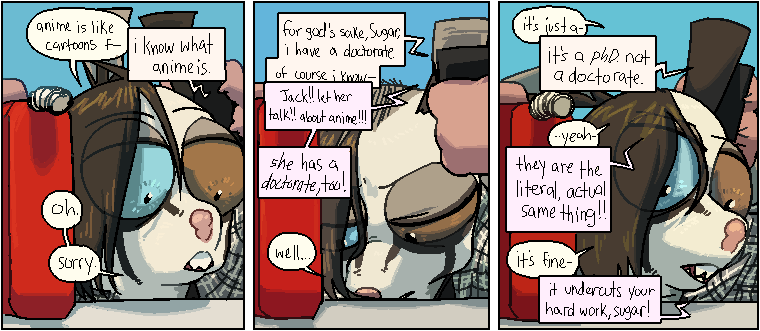 anime is like
cartoons f—
i know what
anime is.
oh.
sorry.
for god's sake, Sugar,
i have a doctorate
of course i know—
Jack!! let her
talk!! about anime!!!
she has a
doctorate, too!
well...
it's just a-
it's a phD. not
a doctorate.
-yeah-
they are the
literal, actual
same thing!!
it's fine-
it undercuts your
hard work, sugar!